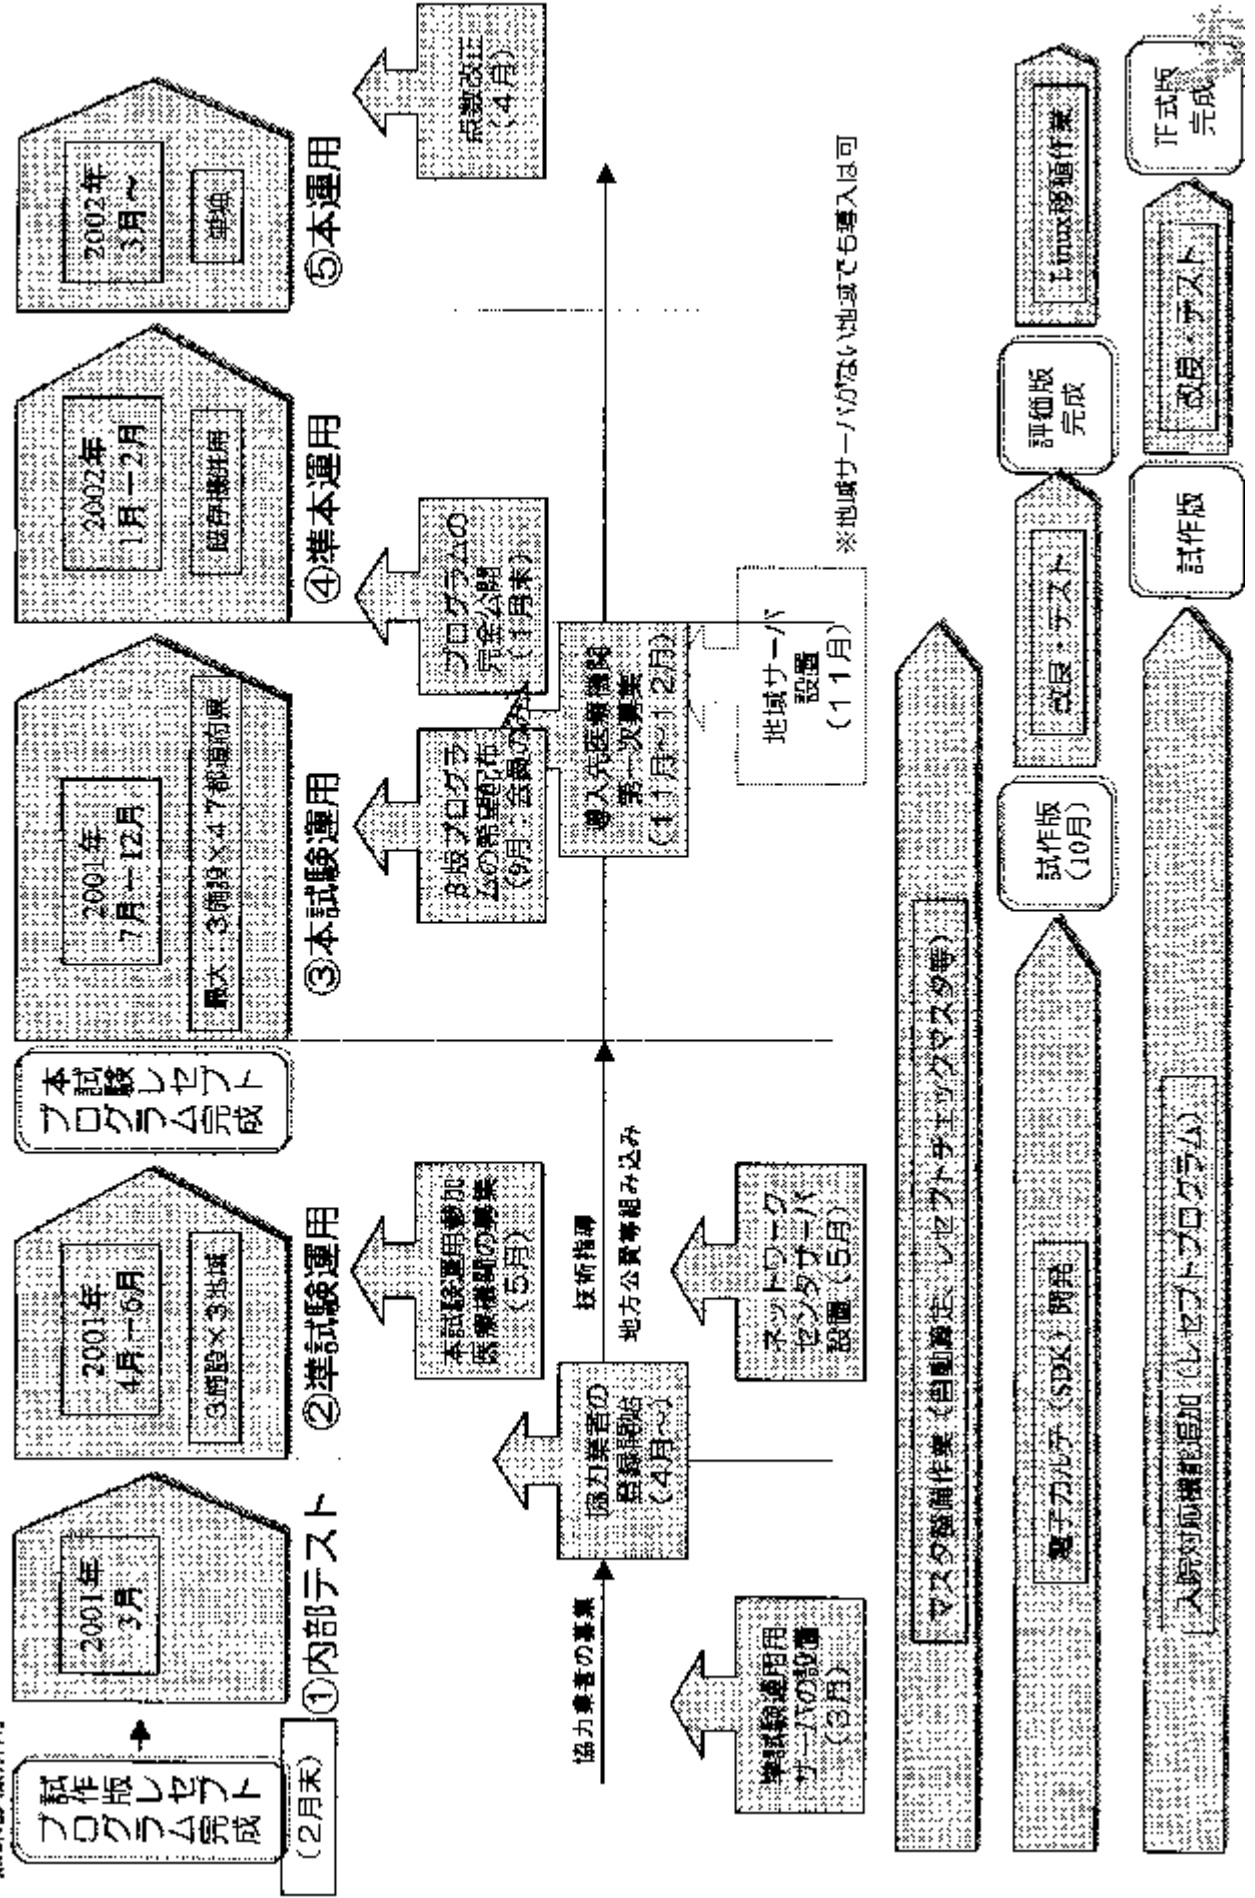 試作版レセプト
プログラム完成
（2月末）
2001年
3月
①内部テスト
2001年
4月－6月
3施設×3地域
②準試験運用
本試験レセプト
プログラム完成
2001年
7月－12月
最大：3施設×47都道府県
③本試験運用
2002年
1月－2月
既存機併用
④準本運用
2002年
3月～
単独
⑤本運用
本試験運用参加
医療機関の募集
（5月）
β版プログラ
ムの希望配布
（9月：会員のみ）
プログラムの
完全公開
（1月末）
点数改正
（4月）
協力業者の募集
協力業者の
登録開始
（4月～）
技術指導
地方公費等組み込み
導入先医療機関
第一次募集
（11月～12月）
準試験運用用
サーバの設置
（3月）
ネットワーク
センタサーバ
設置（5月）
地域サーバ
設置
（11月）
※地域サーバがない地域でも導入は可
マスタ整備作業（自動算定、レセプトチェックマスタ等）
電子カルテ（SDK）開発
試作版
（10月）
改良・テスト
評価版
完成
Linux移植作業
入院対応機能追加（レセプトプログラム）
試作版
改良・テスト
正式版
完成